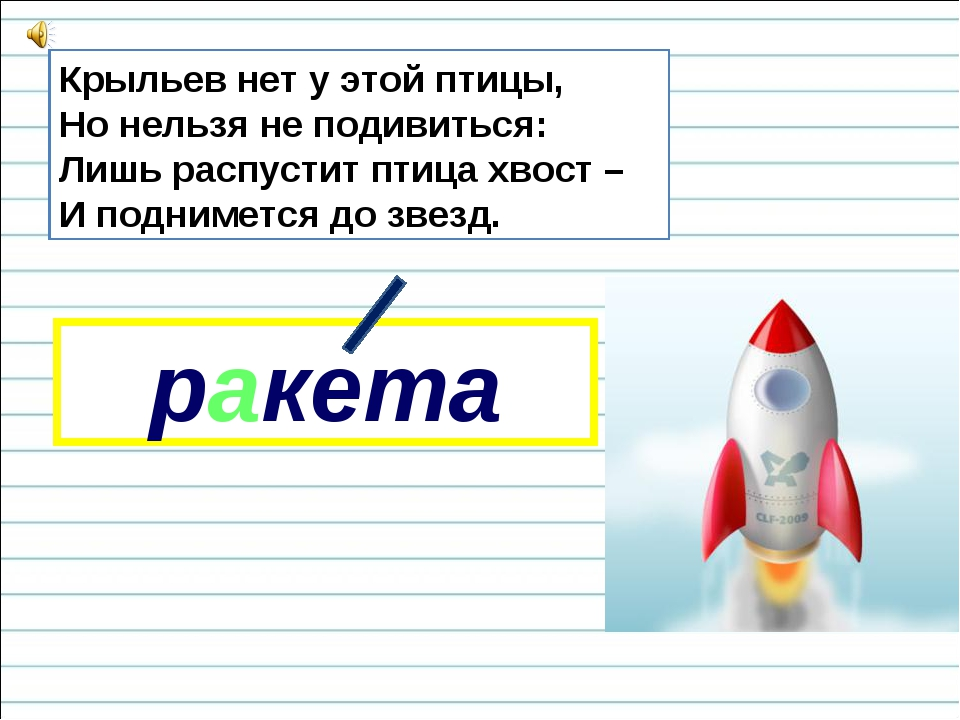 Крыльев нет у этой птицы,
Но нельзя не подивиться:
Лишь распустит птица хвост –
И поднимется до звезд.
ракета
CLF-2009